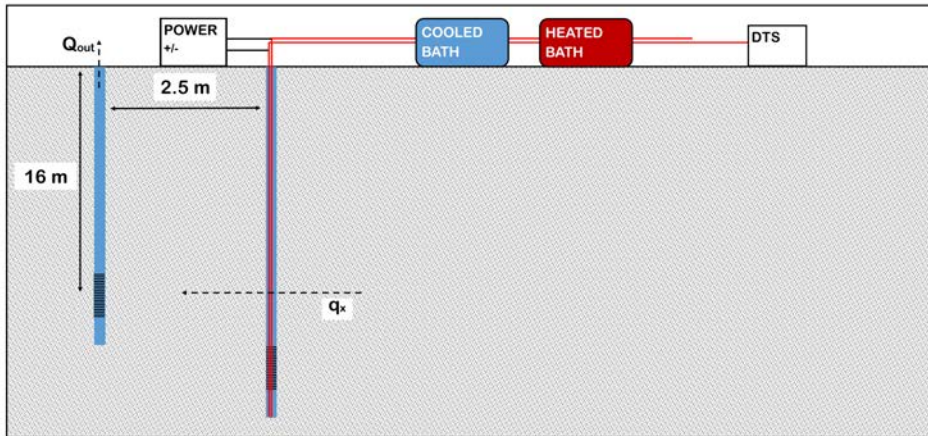 Qout
POWER
+/-
COOLED
BATH
HEATED
BATH
DTS
2.5 m
16 m
qx